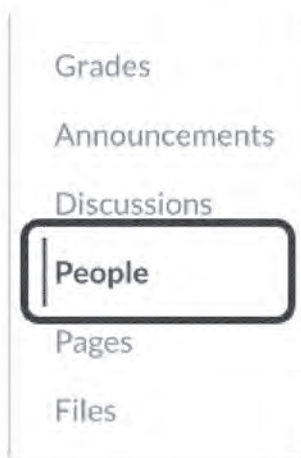 Grades
Announcements
Discussions
People
Pages
Files